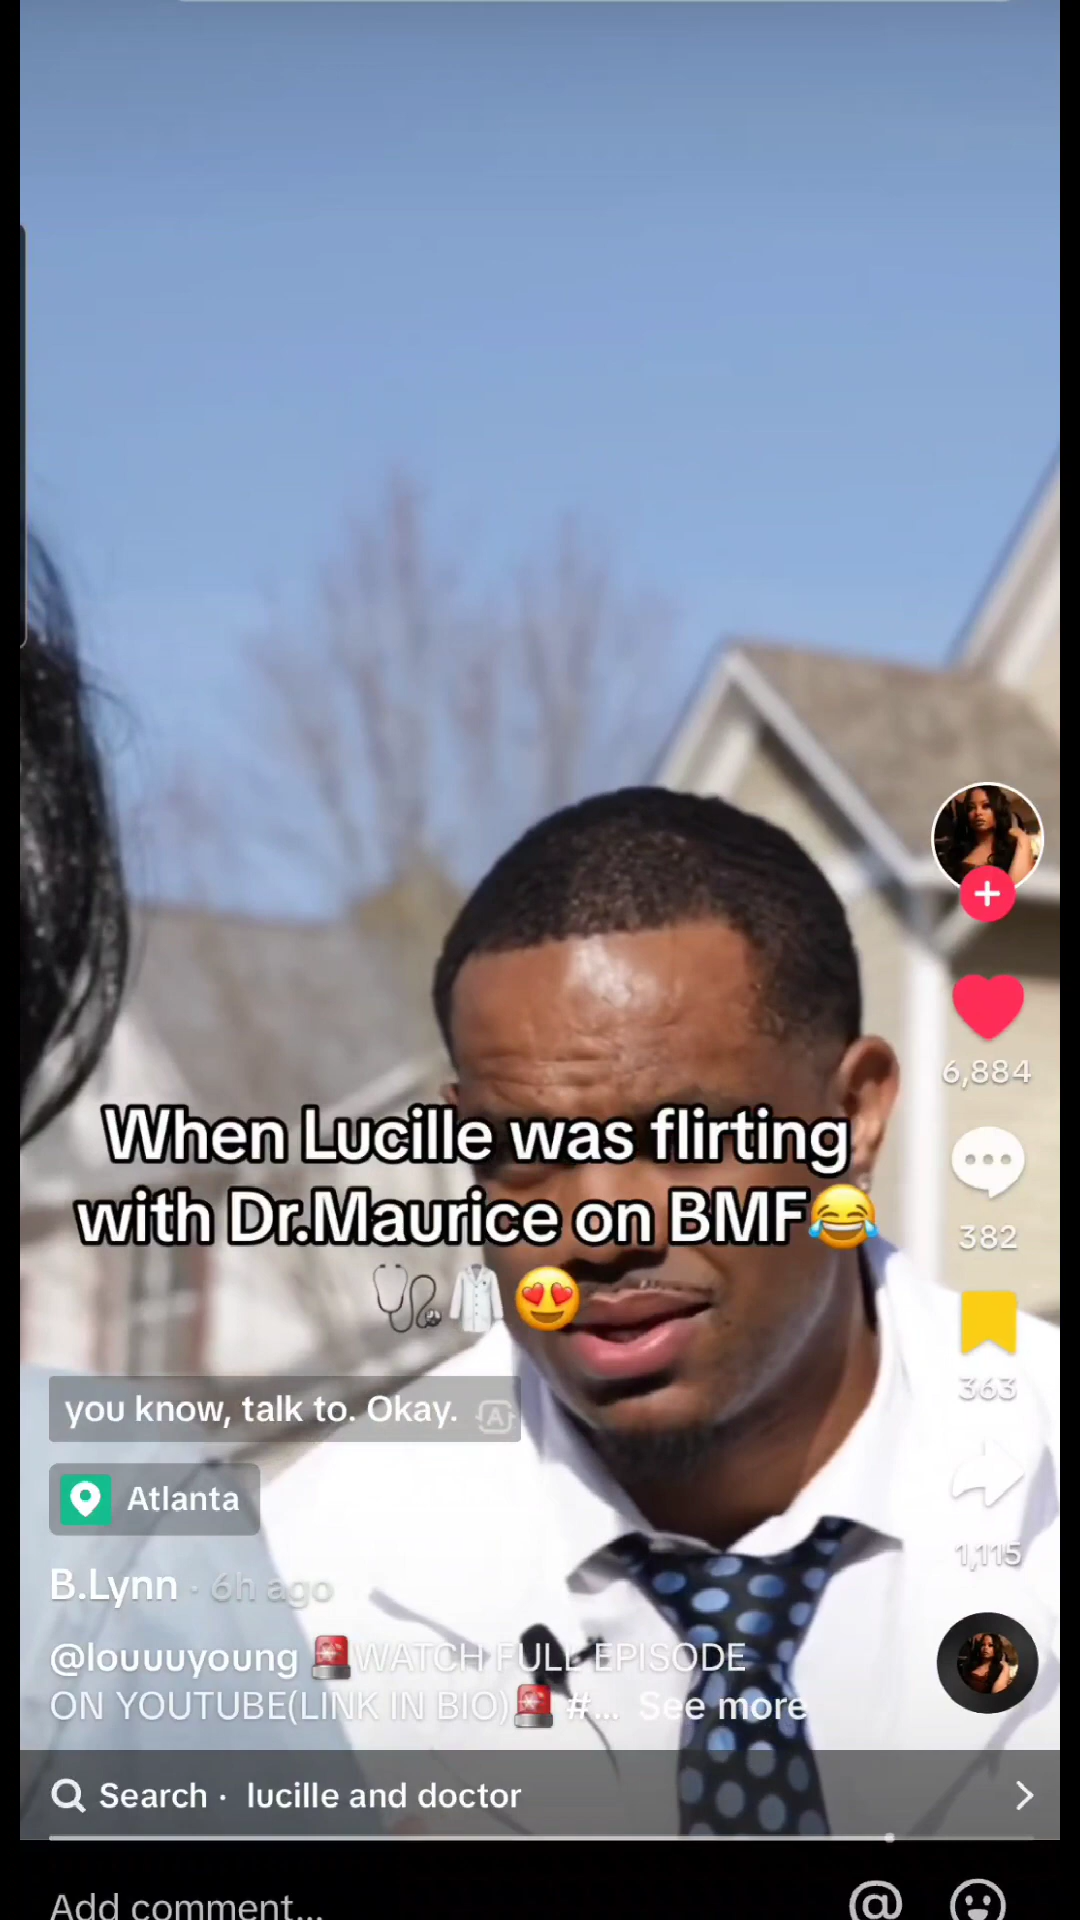 When Lucille was flirting
with Dr.Maurice on BMF😂
🩺🥼😍
6,884
382
363
1,115
you know, talk to. Okay.
Atlanta
B.Lynn · 6h ago
@louuuyoung 🚨WATCH FULL EPISODE
ON YOUTUBE(LINK IN BIO)🚨 #... See more
Search · lucille and doctor
Add comment...